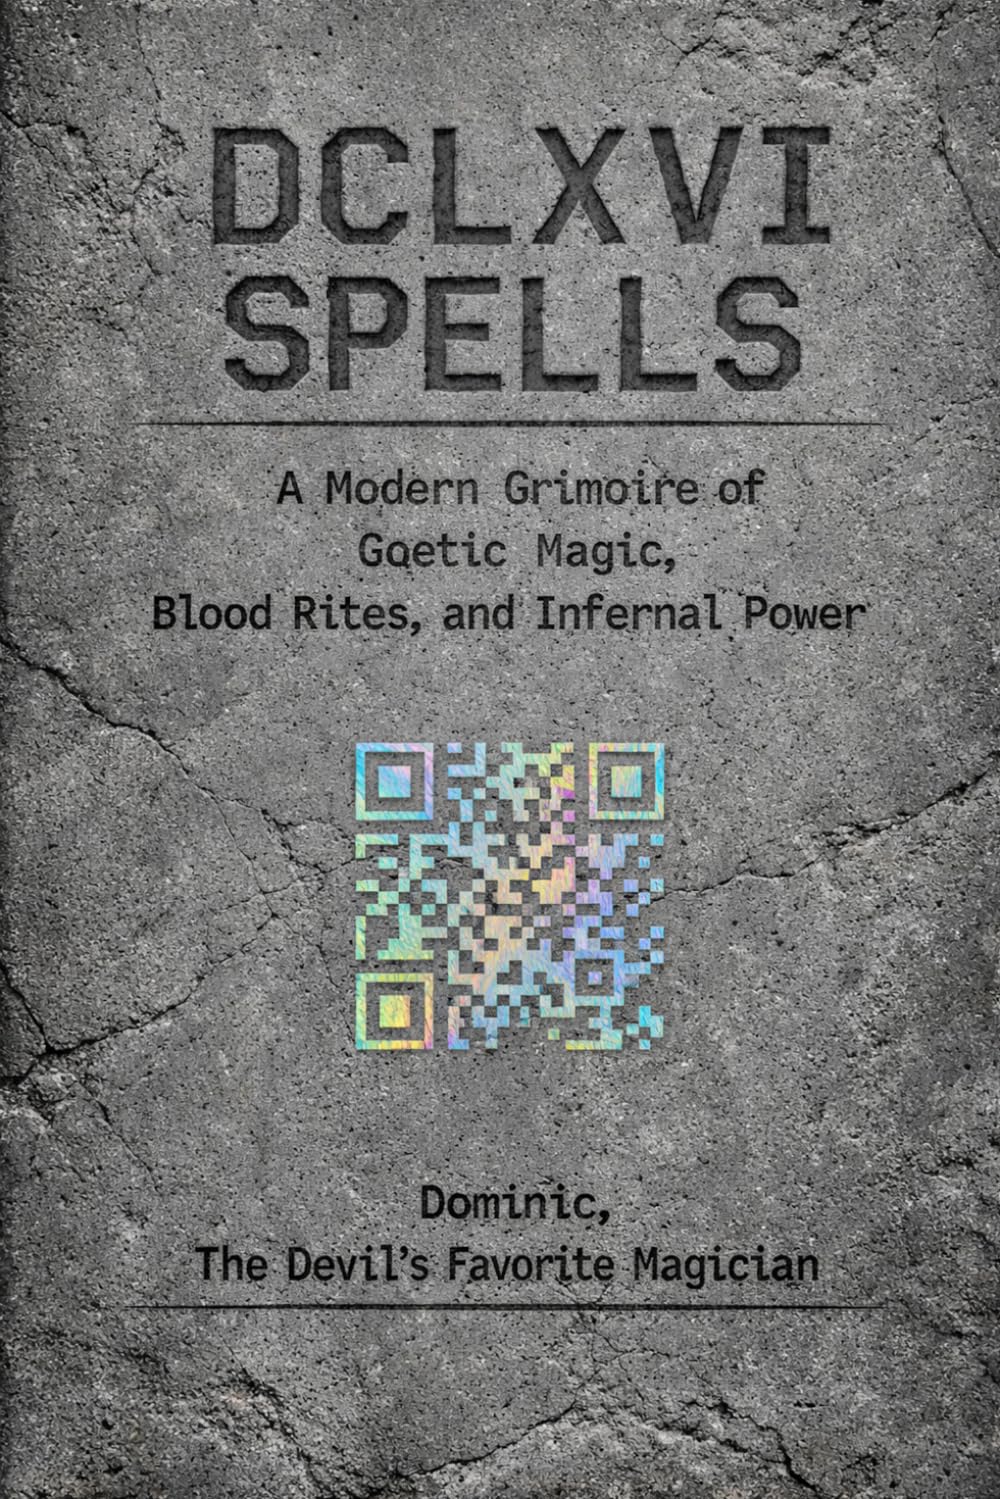 DCLXVI
SPELLS
A Modern Grimoire of
Goetic Magic,
Blood Rites, and Infernal Power
Dominic,
The Devil’s Favorite Magician